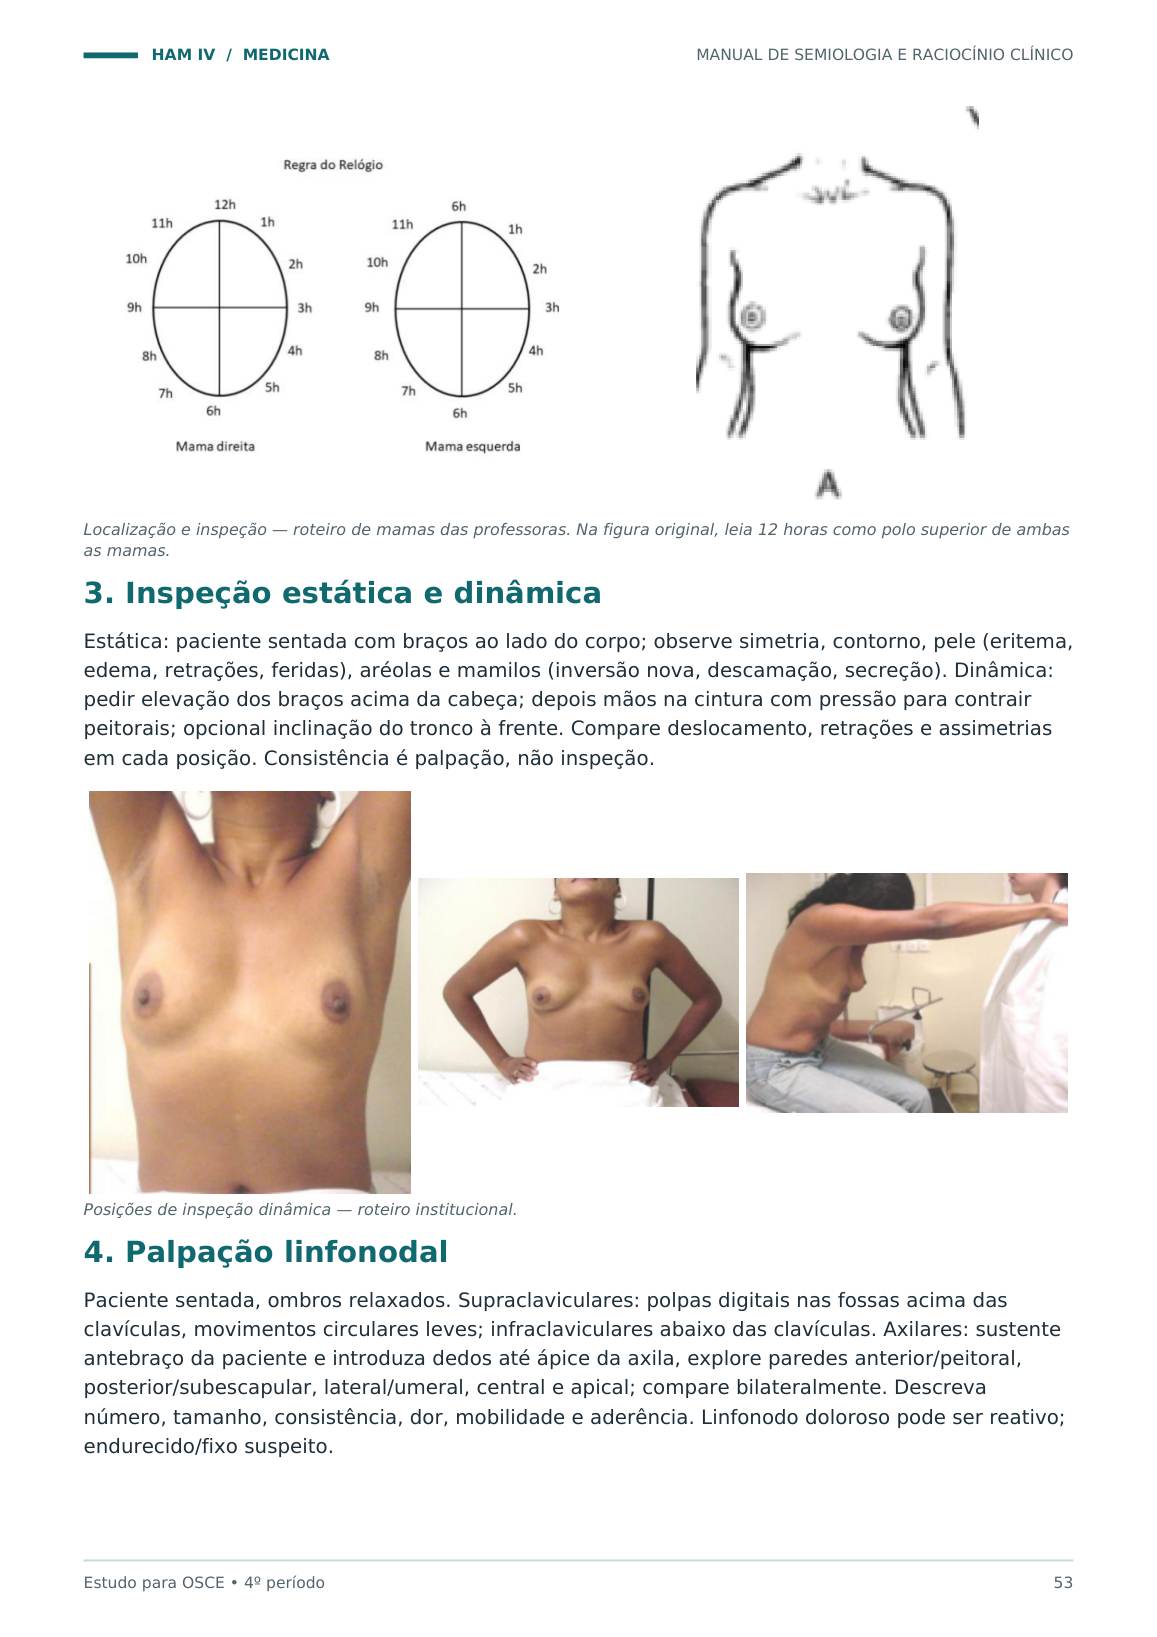 HAM IV / MEDICINA
MANUAL DE SEMIOLOGIA E RACIOCÍNIO CLÍNICO
Regra do Relógio
12h
11h
1h
10h
2h
9h
3h
8h
4h
7h
5h
6h
Mama direita
6h
11h
1h
10h
2h
9h
3h
8h
4h
7h
5h
6h
Mama esquerda
A
Localização e inspeção — roteiro de mamas das professoras. Na figura original, leia 12 horas como polo superior de ambas
as mamas.
3. Inspeção estática e dinâmica
Estática: paciente sentada com braços ao lado do corpo; observe simetria, contorno, pele (eritema,
edema, retrações, feridas), aréolas e mamilos (inversão nova, descamação, secreção). Dinâmica:
pedir elevação dos braços acima da cabeça; depois mãos na cintura com pressão para contrair
peitorais; opcional inclinação do tronco à frente. Compare deslocamento, retrações e assimetrias
em cada posição. Consistência é palpação, não inspeção.
Posições de inspeção dinâmica — roteiro institucional.
4. Palpação linfonodal
Paciente sentada, ombros relaxados. Supraclaviculares: polpas digitais nas fossas acima das
clavículas, movimentos circulares leves; infraclaviculares abaixo das clavículas. Axilares: sustente
antebraço da paciente e introduza dedos até ápice da axila, explore paredes anterior/peitoral,
posterior/subescapular, lateral/umeral, central e apical; compare bilateralmente. Descreva
número, tamanho, consistência, dor, mobilidade e aderência. Linfonodo doloroso pode ser reativo;
endurecido/fixo suspeito.
Estudo para OSCE • 4º período
53